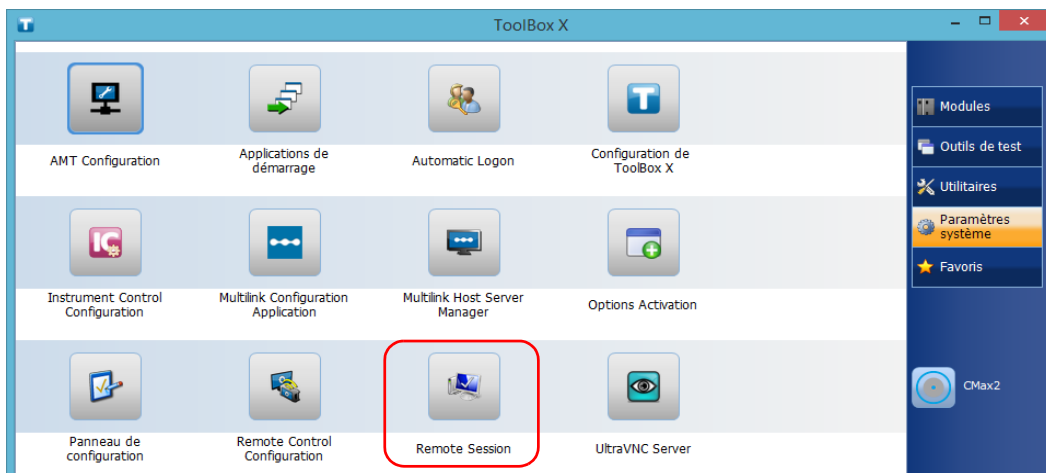 ToolBox X
AMT Configuration
Applications de
démarrage
Automatic Logon
Configuration de
ToolBox X
Instrument Control
Configuration
Multilink Configuration
Application
Multilink Host Server
Manager
Options Activation
Panneau de
configuration
Remote Control
Configuration
Remote Session
UltraVNC Server
Modules
Outils de test
Utilitaires
Paramètres
système
Favoris
CMax2